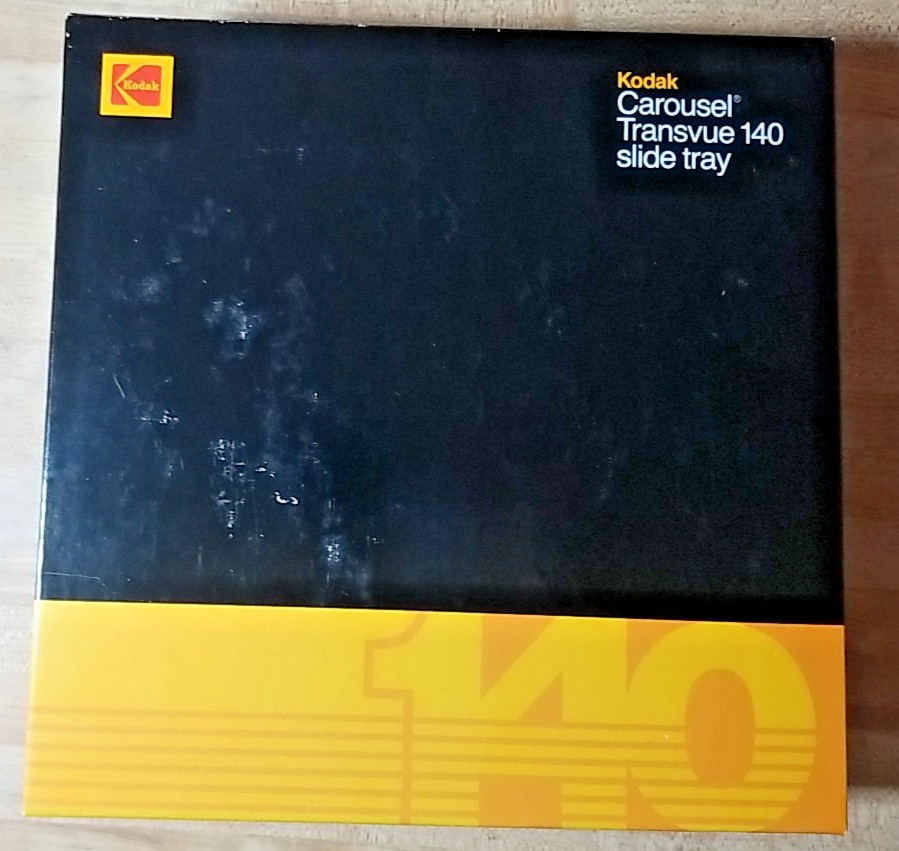 Kodak
Kodak
Carousel®
Transvue 140
slide tray
140